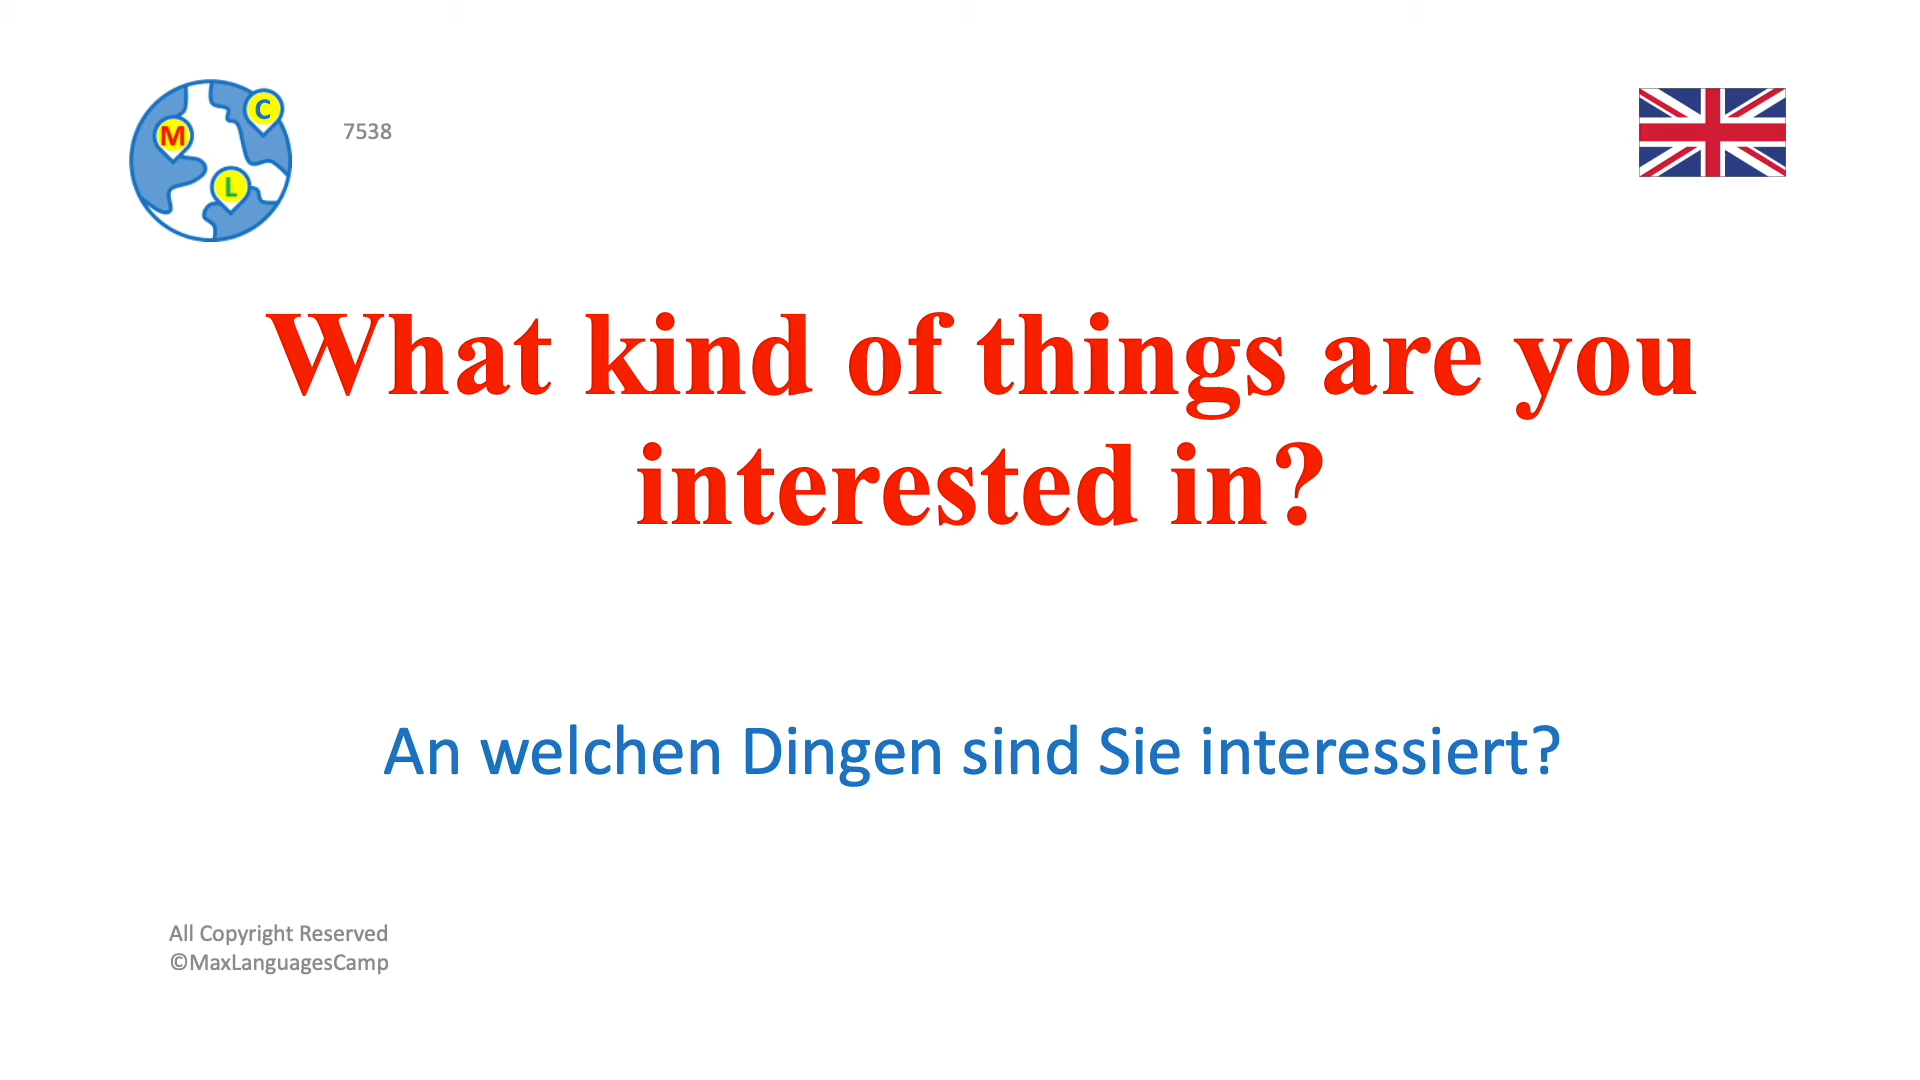 C
M
7538
L
What kind of things are you
interested in?
An welchen Dingen sind Sie interessiert?
All Copyright Reserved
©MaxLanguagesCamp